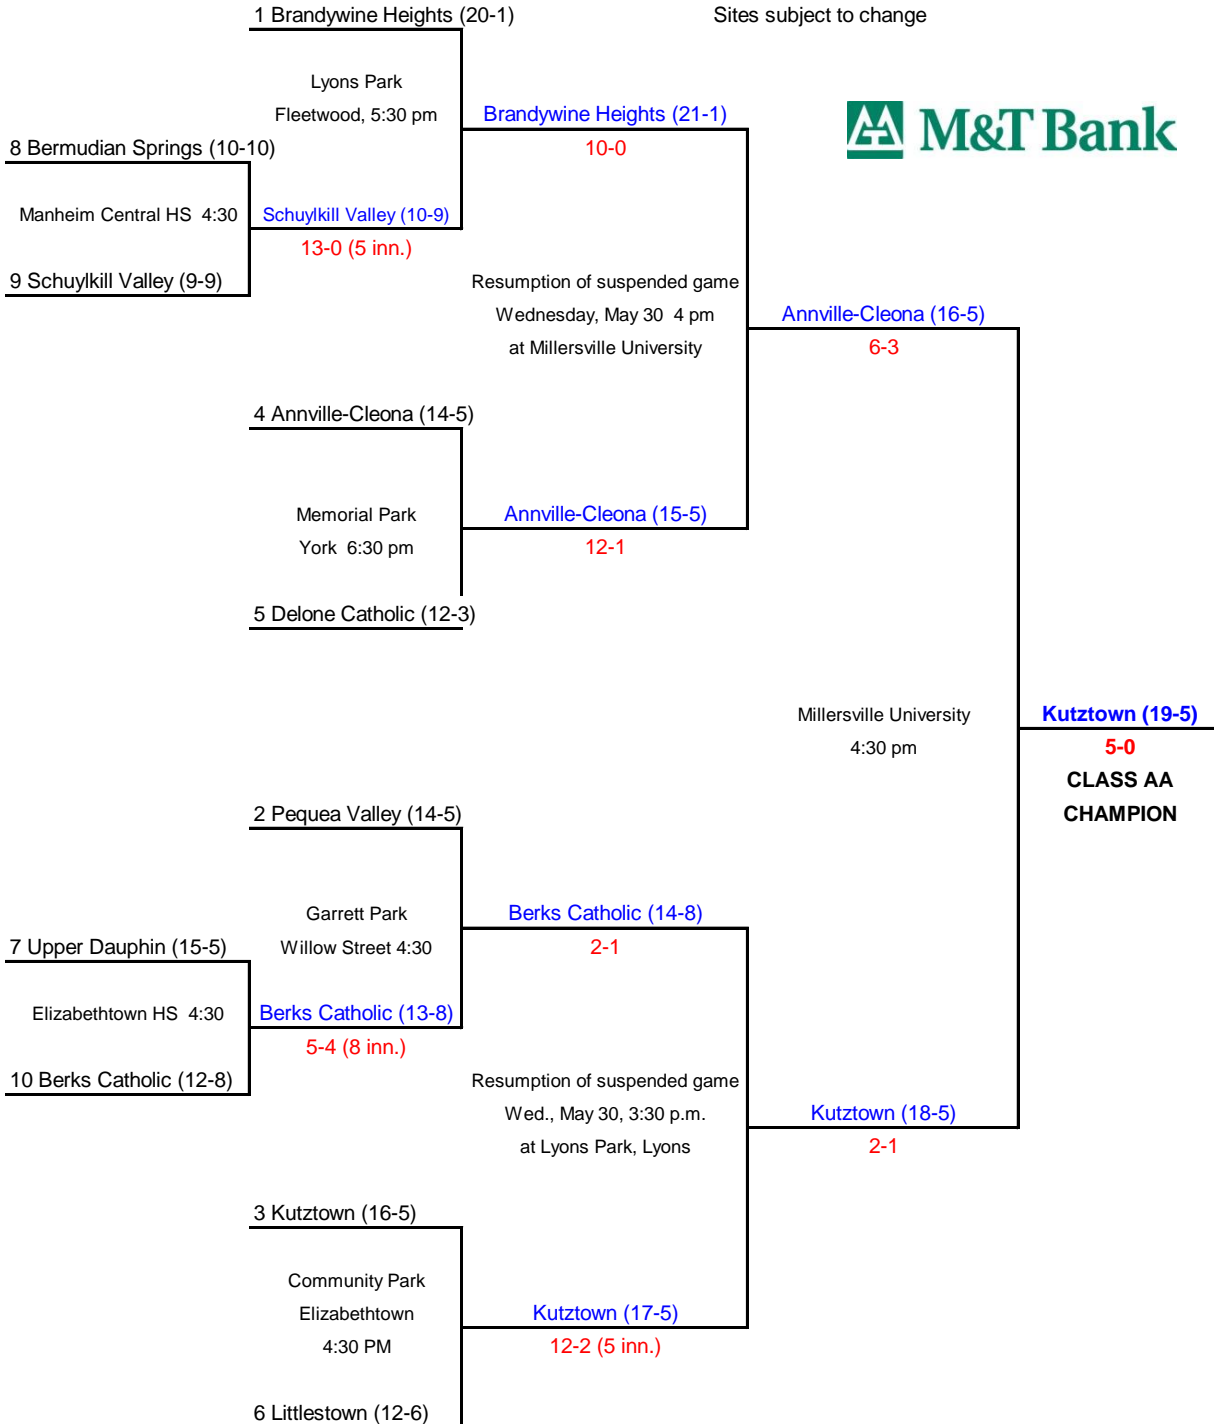 1 Brandywine Heights (20-1)
Sites subject to change
Lyons Park
Fleetwood, 5:30 pm
Brandywine Heights (21-1)
10-0
M&T Bank
8 Bermudian Springs (10-10)
Manheim Central HS  4:30
Schuylkill Valley (10-9)
13-0 (5 inn.)
9 Schuylkill Valley (9-9)
Resumption of suspended game
Wednesday, May 30  4 pm
at Millersville University
Annville-Cleona (16-5)
6-3
4 Annville-Cleona (14-5)
Memorial Park
York  6:30 pm
Annville-Cleona (15-5)
12-1
5 Delone Catholic (12-3)
Millersville University
4:30 pm
Kutztown (19-5)
5-0
CLASS AA
CHAMPION
2 Pequea Valley (14-5)
Garrett Park
Willow Street 4:30
Berks Catholic (14-8)
2-1
7 Upper Dauphin (15-5)
Elizabethtown HS  4:30
Berks Catholic (13-8)
5-4 (8 inn.)
10 Berks Catholic (12-8)
Resumption of suspended game
Wed., May 30, 3:30 p.m.
at Lyons Park, Lyons
Kutztown (18-5)
2-1
3 Kutztown (16-5)
Community Park
Elizabethtown
4:30 PM
Kutztown (17-5)
12-2 (5 inn.)
6 Littlestown (12-6)